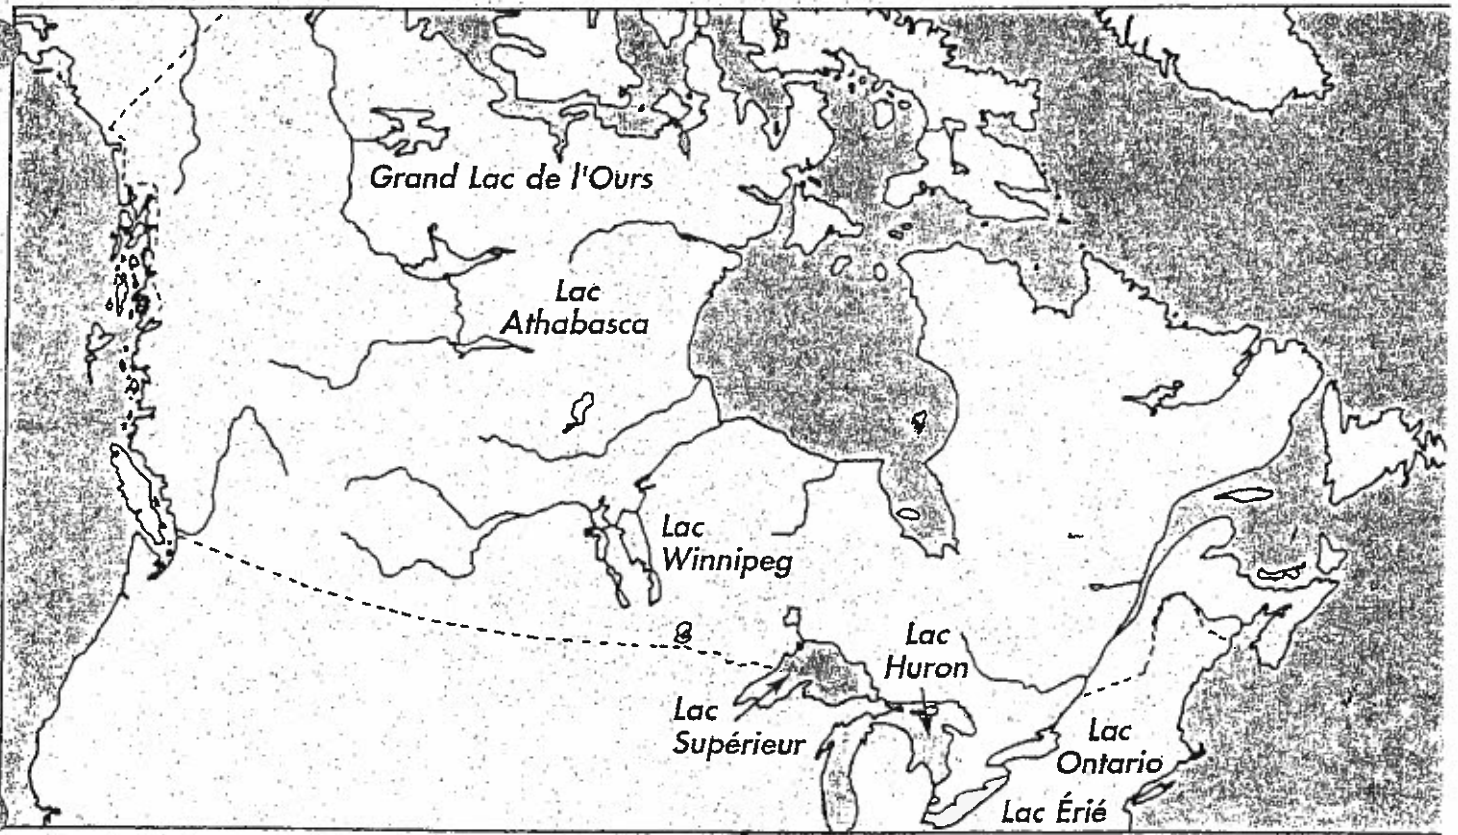 Grand Lac de l'Ours
Lac
Athabasca
Lac
Winnipeg
Lac
Huron
Lac
Supérieur
Lac
Ontario
Lac Érié